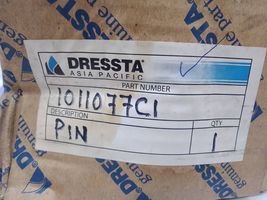 DRESSTA
ASIA PACIFIC
PART NUMBER
1011077C1
DESCRIPTION
QTY
PIN
1